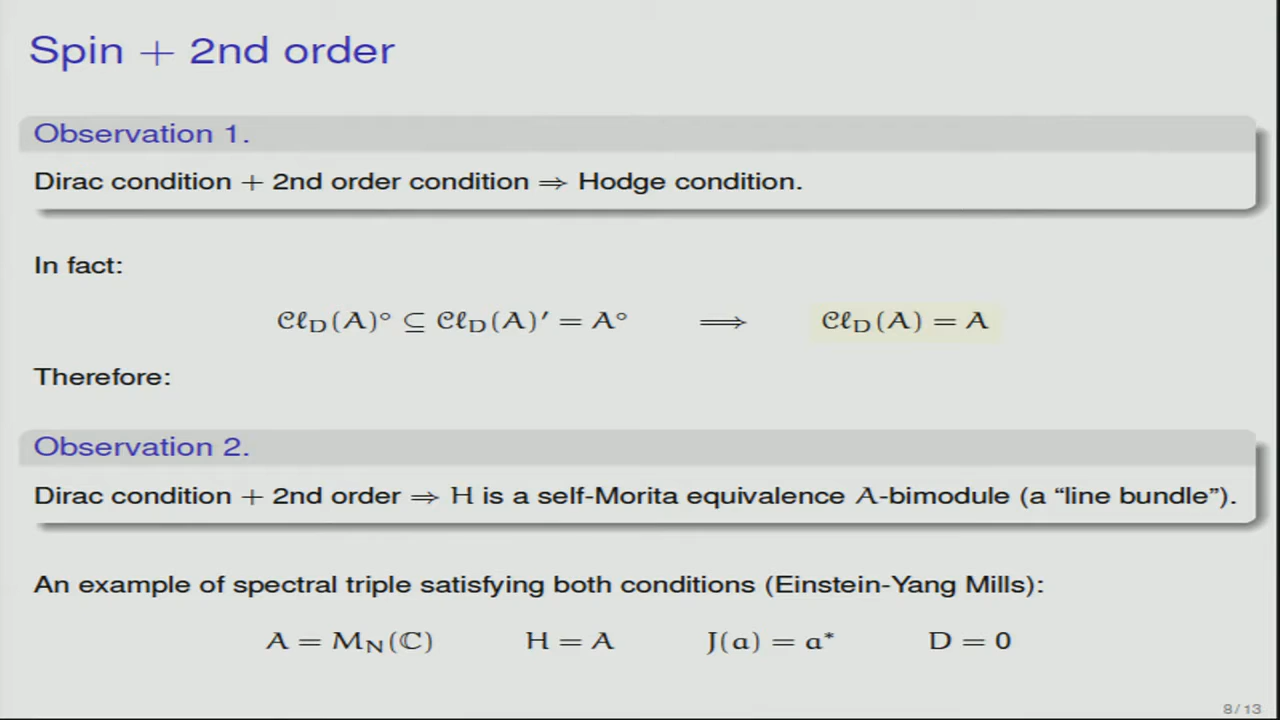 Spin + 2nd order
Observation 1.
Dirac condition + 2nd order condition ⇒ Hodge condition.
In fact:
𝒞ℓ_D(A)° ⊆ 𝒞ℓ_D(A)′ = A° ⟹ 𝒞ℓ_D(A) = A
Therefore:
Observation 2.
Dirac condition + 2nd order ⇒ H is a self-Morita equivalence A-bimodule (a “line bundle”).
An example of spectral triple satisfying both conditions (Einstein-Yang Mills):
A = M_N(ℂ) H = A J(a) = a* D = 0
8/13